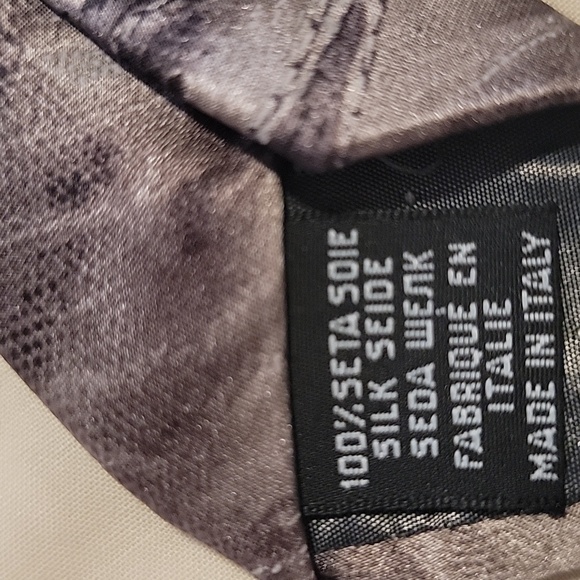 100% SETA SOIE
SILK SEIDE
SEDA ШЕЛК
FABRIQUE EN
ITALIE
MADE IN ITALY